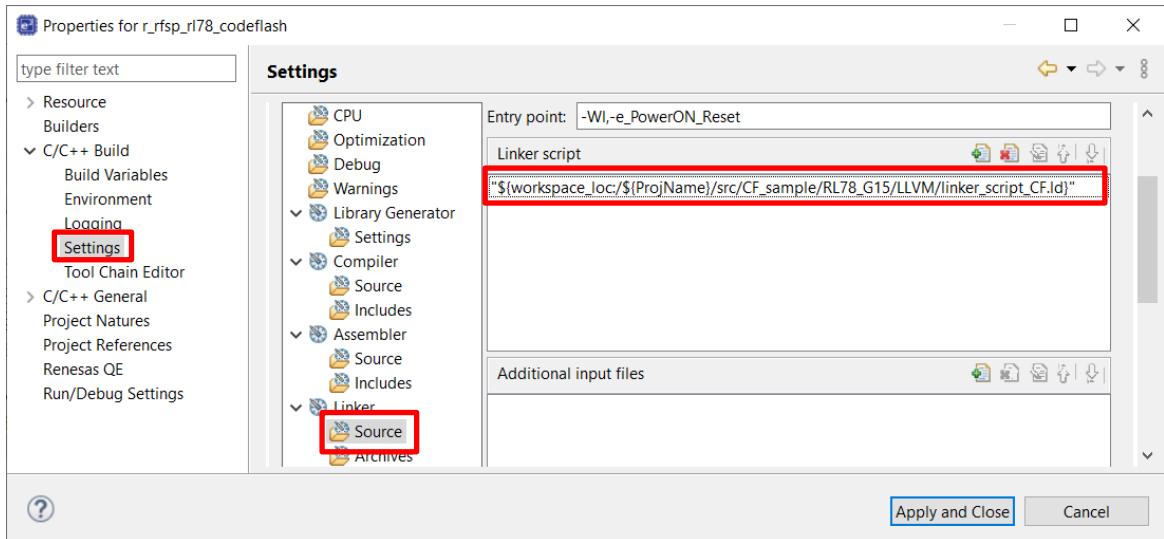 Properties for r_rfsp_rl78_codeflash
type filter text
Resource
Builders
C/C++ Build
Build Variables
Environment
Logging
Settings
Tool Chain Editor
C/C++ General
Project Natures
Project References
Renesas QE
Run/Debug Settings
Settings
CPU
Optimization
Debug
Warnings
Library Generator
Settings
Compiler
Source
Includes
Assembler
Source
Includes
Linker
Source
Archives
Entry point: -Wl,-e_PowerON_Reset
Linker script
"${workspace_loc:/${ProjName}/src/CF_sample/RL78_G15/LLVM/linker_script_CF.ld}"
Additional input files
Apply and Close
Cancel